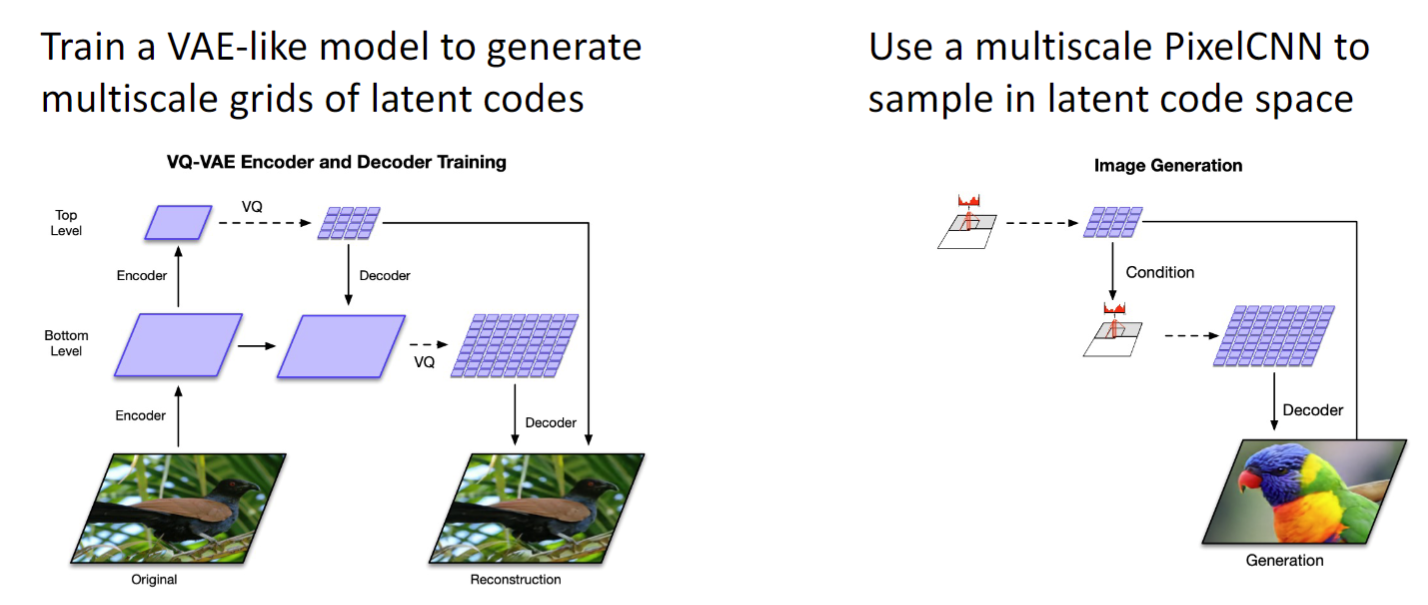 Train a VAE-like model to generate
multiscale grids of latent codes
VQ-VAE Encoder and Decoder Training
Top
Level
VQ
Encoder
Decoder
Bottom
Level
VQ
Encoder
Decoder
Original
Reconstruction
Use a multiscale PixelCNN to
sample in latent code space
Image Generation
Condition
Decoder
Generation